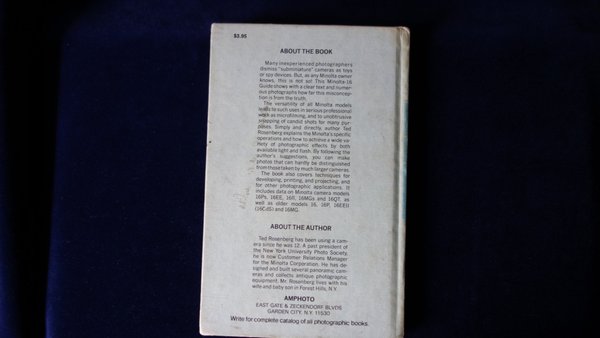 $3.95
ABOUT THE BOOK
Many inexperienced photographers
dismiss "subminiature" cameras as toys
or spy devices. But, as any Minolta owner
knows, this is not so! This Minolta-16
Guide shows with a clear text and numer-
ous photographs how far this misconcep-
tion is from the truth.
The versatility of all Minolta models
leads to such uses in serious professional
work as microfilming, and to unobtrusive
snapping of candid shots for many pur-
poses. Simply and directly, author Ted
Rosenberg explains the Minolta's specific
operations and how to achieve a wide va-
riety of photographic effects by both
available light and flash. By following the
author's suggestions, you can make
photos that can hardly be distinguished
from those taken by much larger cameras.
The book also covers techniques for
developing, printing, and projecting, and
for other photographic applications. It
includes data on Minolta camera models
16Ps, 16EE, 16II, 16MGs and 16QT, as
well as older models 16, 16P, 16EEII
(16CdS) and 16MG.
ABOUT THE AUTHOR
Ted Rosenberg has been using a cam-
era since he was 12. A past president of
the New York University Photo Society,
he is now Customer Relations Manager
for the Minolta Corporation. He has de-
signed and built several panoramic cam-
eras and collects antique photographic
equipment. Mr. Rosenberg lives with his
wife and baby son in Forest Hills, N.Y.
AMPHOTO
EAST GATE & ZECKENDORF BLVDS
GARDEN CITY, N.Y. 11530
Write for complete catalog of all photographic books.